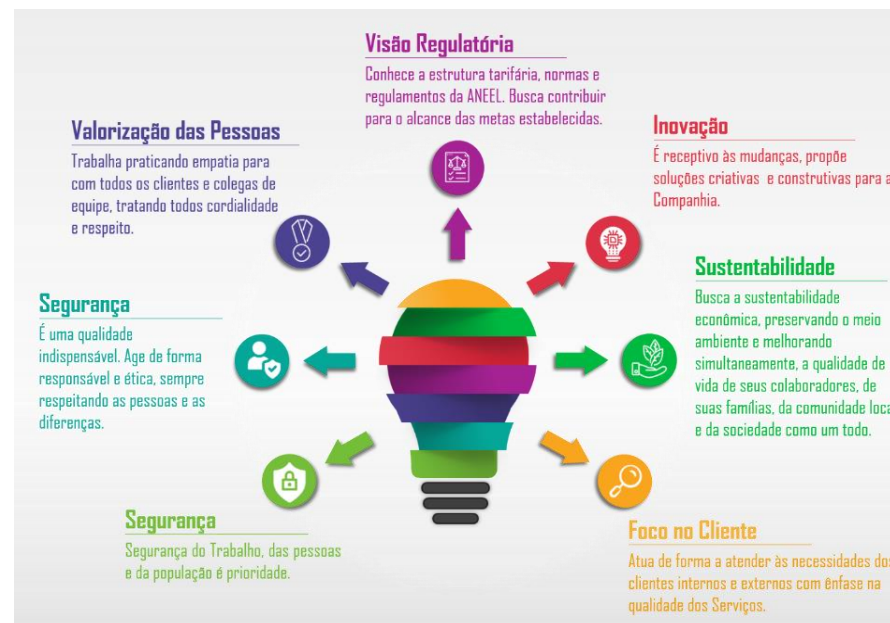 Visão Regulatória
Conhece a estrutura tarifária, normas e
regulamentos da ANEEL. Busca contribuir
para o alcance das metas estabelecidas.
Valorização das Pessoas
Trabalha praticando empatia para
com todos os clientes e colegas de
equipe, tratando todos cordialidade
e respeito.
Inovação
É receptivo às mudanças, propõe
soluções criativas e construtivas para a
Companhia.
Segurança
É uma qualidade
indispensável. Age de forma
responsável e ética, sempre
respeitando as pessoas e as
diferenças.
Sustentabilidade
Busca a sustentabilidade
econômica, preservando o meio
ambiente e melhorando
simultaneamente, a qualidade de
vida de seus colaboradores, de
suas famílias, da comunidade loca
e da sociedade como um todo.
Segurança
Segurança do Trabalho, das pessoas
e da população é prioridade.
Foco no Cliente
Atua de forma a atender às necessidades dos
clientes internos e externos com ênfase na
qualidade dos Serviços.